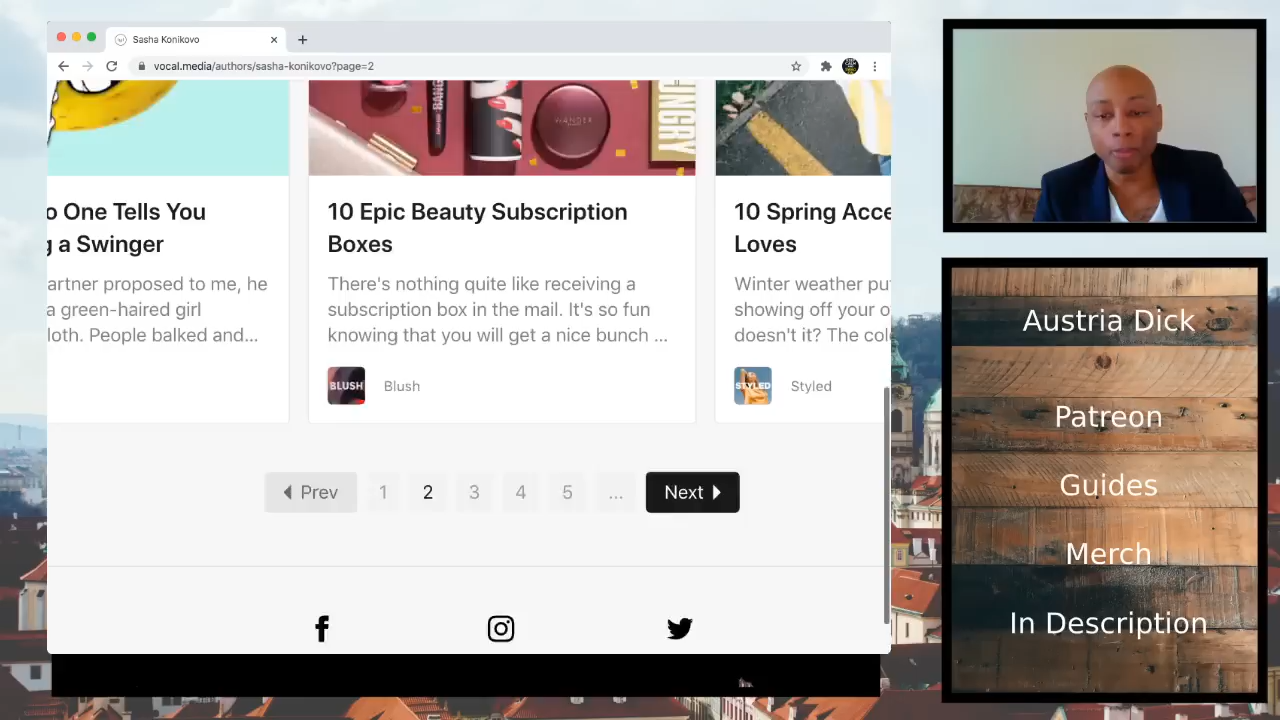 Sasha Konikovo
vocal.media/authors/sasha-konikovo?page=2
WANDER
HUNGRY
o One Tells You
g a Swinger
artner proposed to me, he
a green-haired girl
loth. People balked and...
10 Epic Beauty Subscription
Boxes
There's nothing quite like receiving a
subscription box in the mail. It's so fun
knowing that you will get a nice bunch ...
BLUSH
Blush
10 Spring Acce
Loves
Winter weather pu
showing off your o
doesn't it? The col
STYLED
Styled
Prev 1 2 3 4 5 ... Next
Austria Dick
Patreon
Guides
Merch
In Description